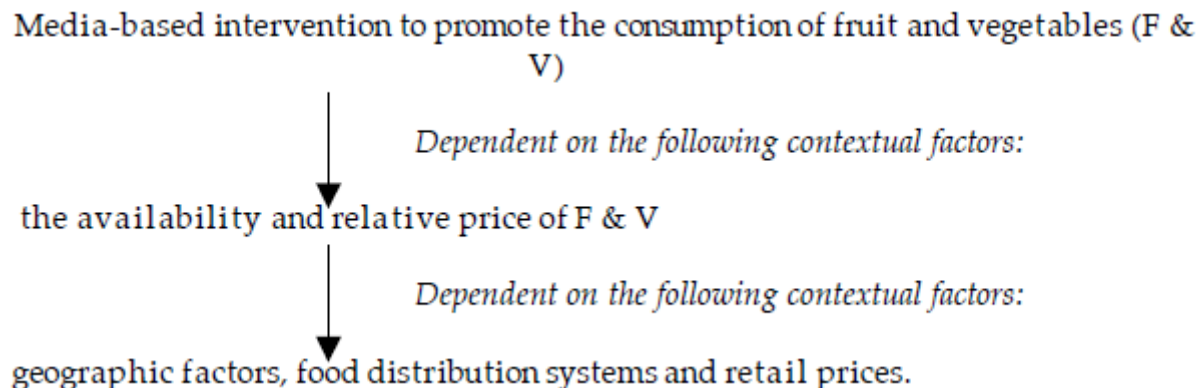 Media-based intervention to promote the consumption of fruit and vegetables (F &
V)
Dependent on the following contextual factors:
the availability and relative price of F & V
Dependent on the following contextual factors:
geographic factors, food distribution systems and retail prices.